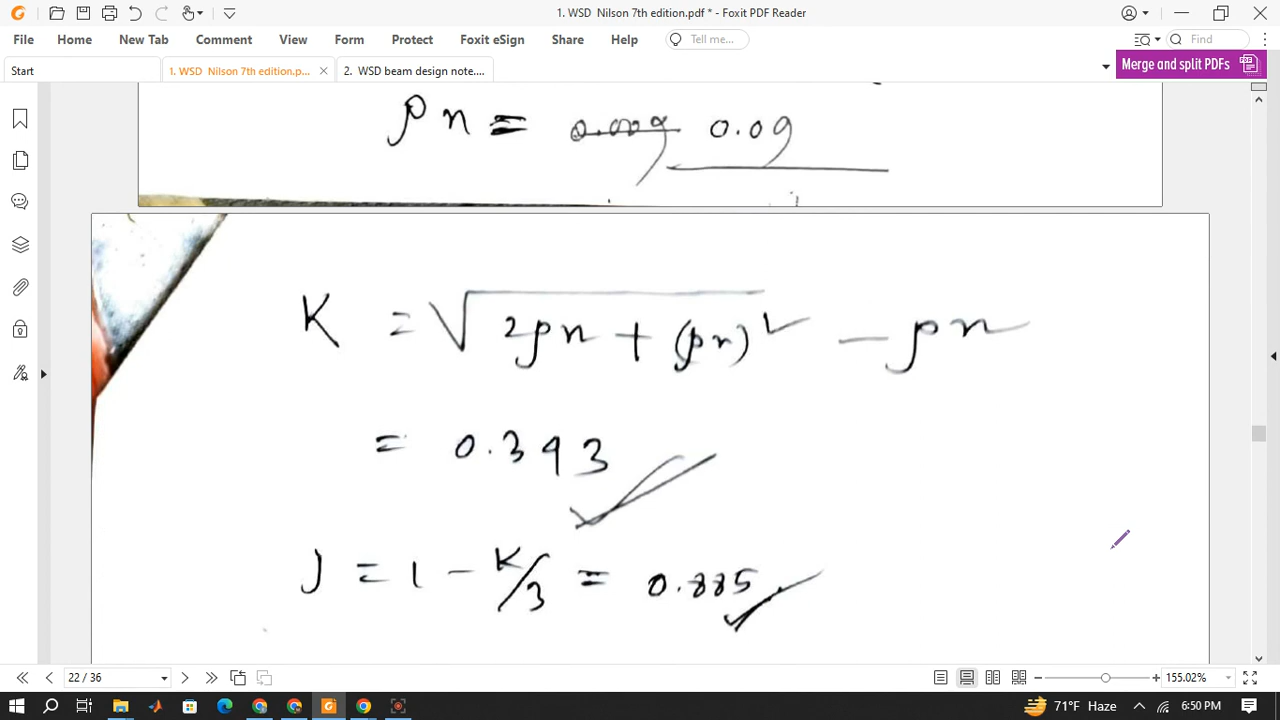 1. WSD Nilson 7th edition.pdf * - Foxit PDF Reader
File Home New Tab Comment View Form Protect Foxit eSign Share Help Tell me... Find
Start 1. WSD Nilson 7th edition.p... 2. WSD beam design note.... Merge and split PDFs
ρn = 0.009 0.09
K = √2ρn + (ρn)² - ρn
= 0.343
J = 1 - K/3 = 0.885
22 / 36 155.02%
71°F Haze 6:50 PM